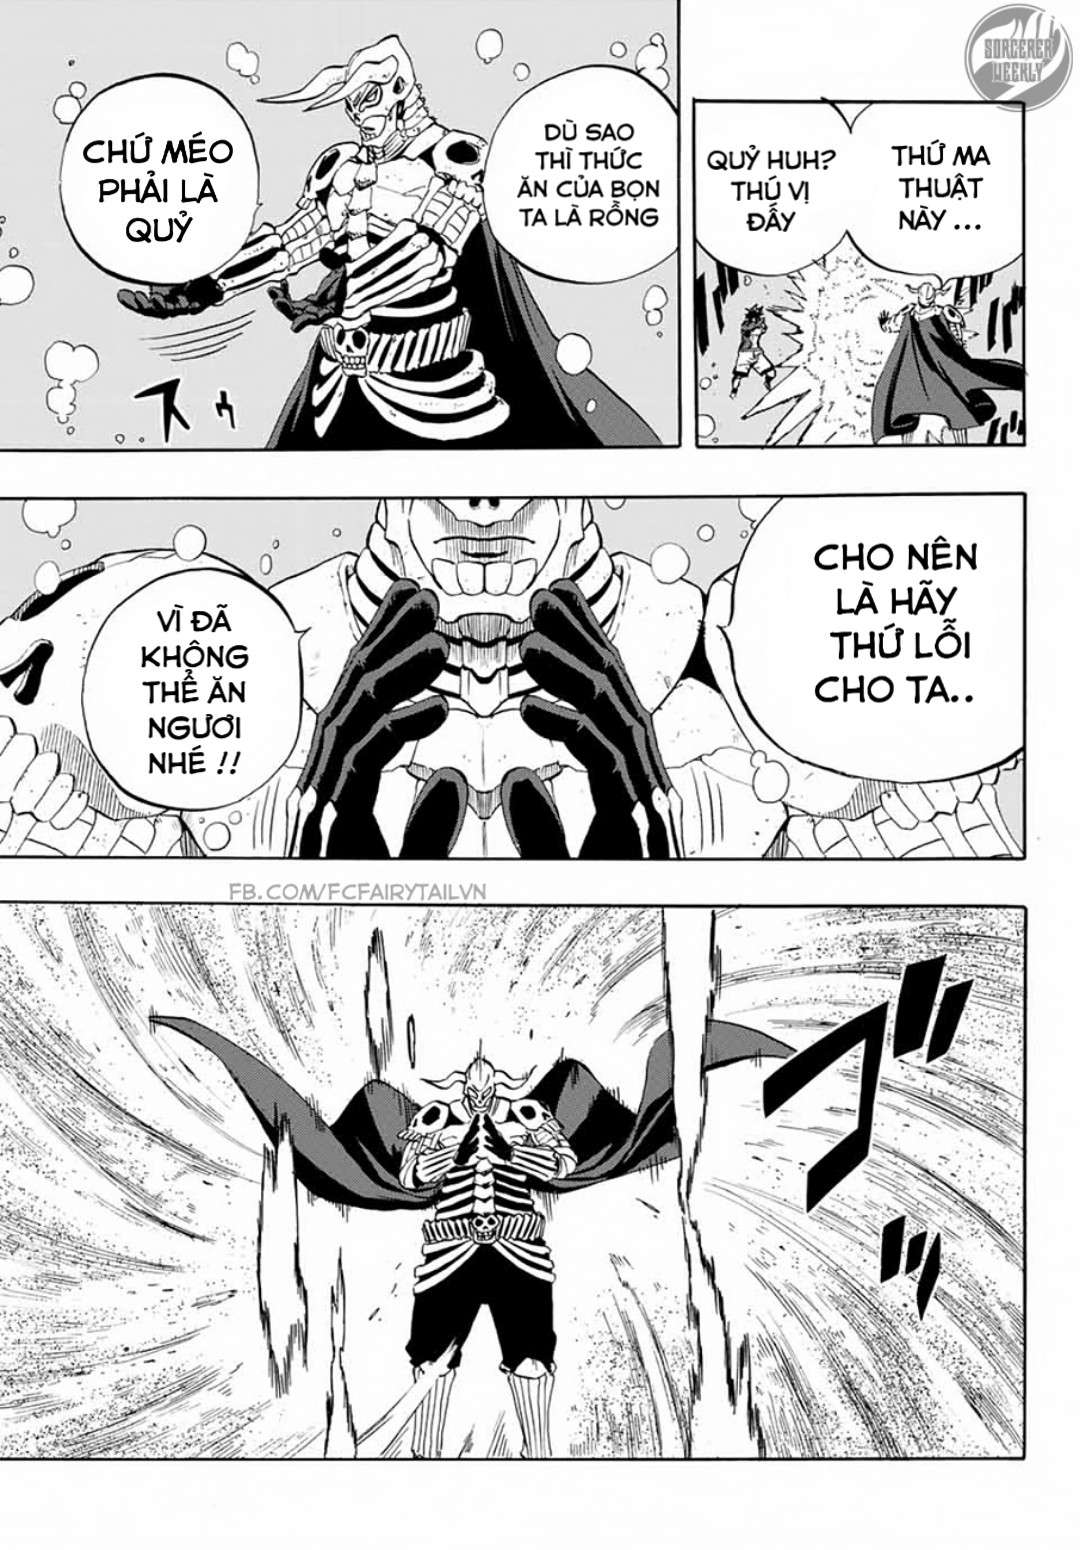 SORCERER
WEEKLY
THỨ MA
THUẬT
NÀY ...
QUỶ HUH?
THÚ VỊ
ĐẤY
DÙ SAO
THÌ THỨC
ĂN CỦA BỌN
TA LÀ RỒNG
CHỨ MÉO
PHẢI LÀ
QUỶ
スゥ
CHO NÊN
LÀ HÃY
THỨ LỖI
CHO TA..
VÌ ĐÃ
KHÔNG
THỂ ĂN
NGƯƠI
NHÉ !!
FB.COM/FCFAIRYTAILVN